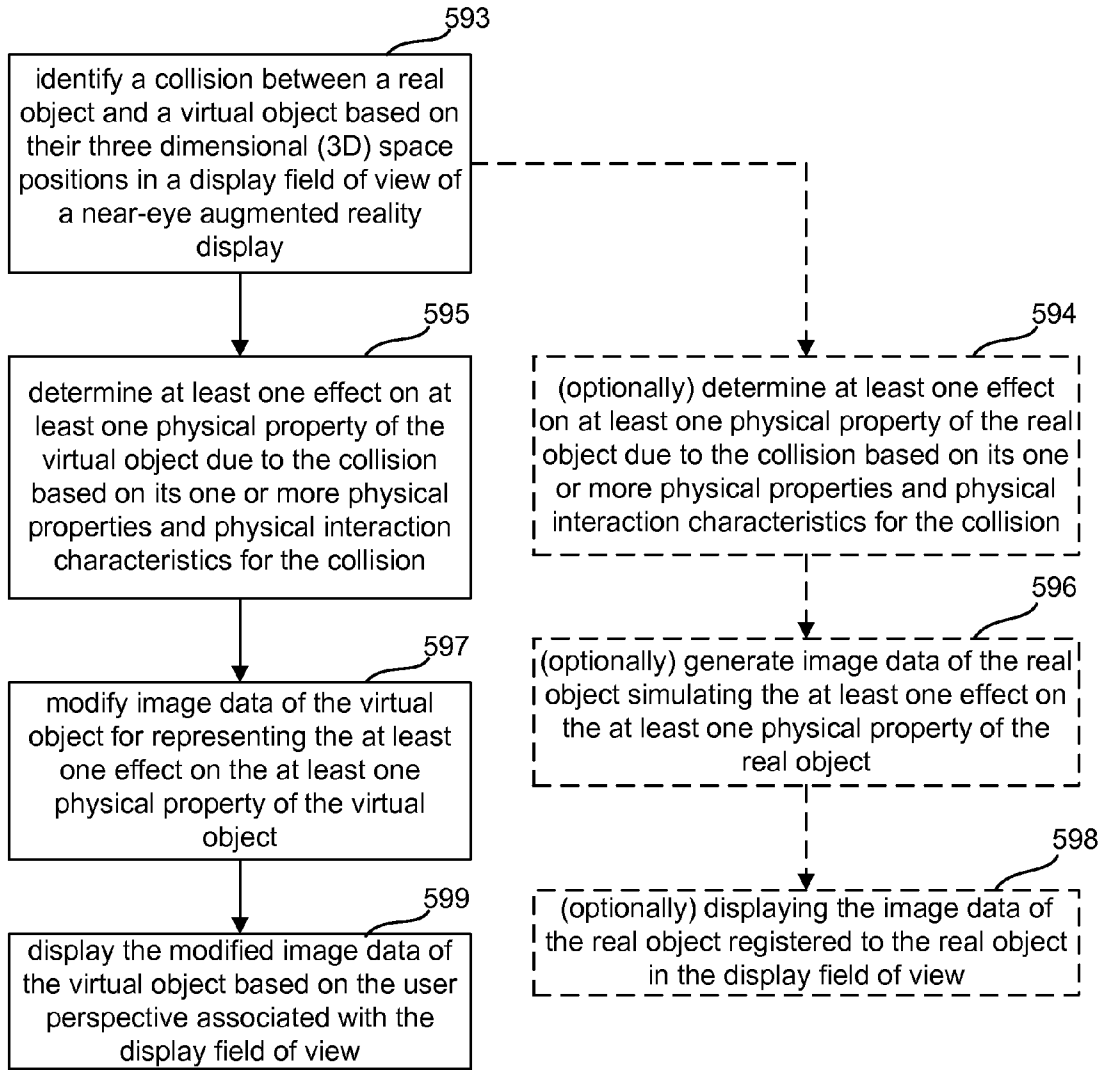 593
identify a collision between a real
object and a virtual object based on
their three dimensional (3D) space
positions in a display field of view of
a near-eye augmented reality
display
595
determine at least one effect on at
least one physical property of the
virtual object due to the collision
based on its one or more physical
properties and physical interaction
characteristics for the collision
597
modify image data of the virtual
object for representing the at least
one effect on the at least one
physical property of the virtual
object
599
display the modified image data of
the virtual object based on the user
perspective associated with the
display field of view
594
(optionally) determine at least one effect
on at least one physical property of the real
object due to the collision based on its one
or more physical properties and physical
interaction characteristics for the collision
596
(optionally) generate image data of the real
object simulating the at least one effect on
the at least one physical property of the
real object
598
(optionally) displaying the image data of
the real object registered to the real object
in the display field of view